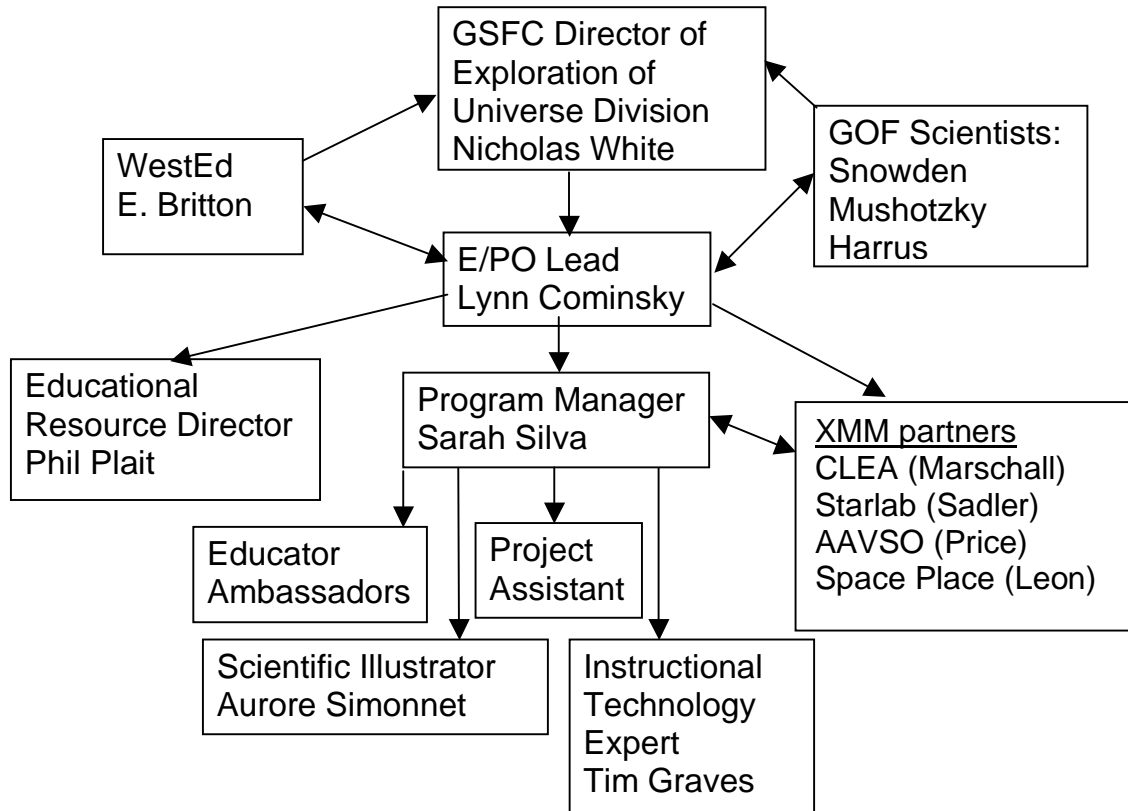 GSFC Director of
Exploration of
Universe Division
Nicholas White
WestEd
E. Britton
GOF Scientists:
Snowden
Mushotzky
Harrus
E/PO Lead
Lynn Cominsky
Educational
Resource Director
Phil Plait
Program Manager
Sarah Silva
XMM partners
CLEA (Marschall)
Starlab (Sadler)
AAVSO (Price)
Space Place (Leon)
Educator
Ambassadors
Project
Assistant
Scientific Illustrator
Aurore Simonnet
Instructional
Technology
Expert
Tim Graves